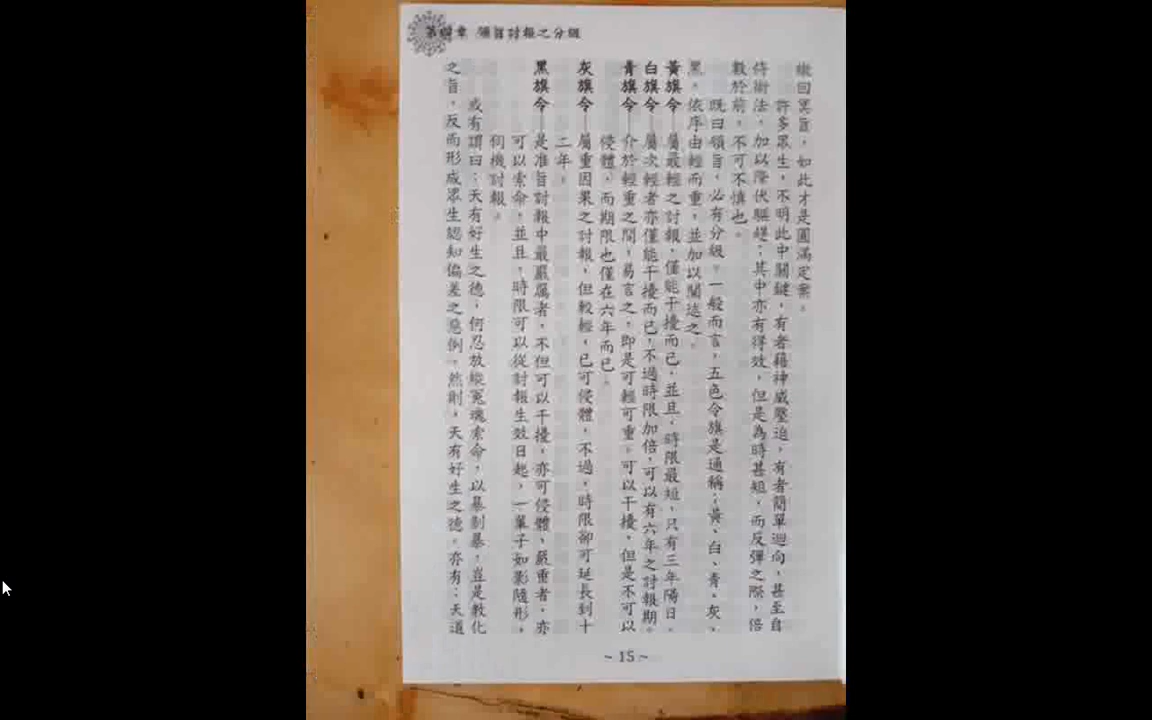 第四章 領旨討報之分級
繳回冥旨，如此才是圓滿定案。
許多眾生，不明此中關鍵，有者藉神威壓迫，有者簡單迴向，甚至自
恃術法，加以降伏驅趕；其中亦有得效，但是為時甚短，而反彈之際，倍
數於前，不可不慎也。
既曰領旨，必有分級。一般而言，五色令旗是通稱；黃、白、青、灰、
黑，依序由輕而重，並加以闡述之。
黃旗令—屬最輕之討報，僅能干擾而已，並且，時限最短，只有三年陽日。
白旗令—屬次輕者亦僅能干擾而已，不過時限加倍，可以有六年之討報期。
青旗令—介於輕重之間，易言之，即是可輕可重。可以干擾，但是不可以
侵體，而期限也僅在六年而已。
灰旗令—屬重因果之討報，但較輕，已可侵體，不過，時限卻可延長到十
二年。
黑旗令—是准旨討報中最嚴厲者，不但可以干擾，亦可侵體、嚴重者，亦
可以索命，並且，時限可以從討報生效日起，一輩子如影隨形，
伺機討報。
或有謂曰：天有好生之德，何忍放縱冤魂索命，以暴制暴，豈是教化
之旨，反而形成眾生認知偏差之惡例。然則，天有好生之德，亦有：天道
~15~